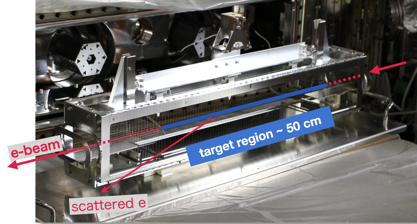 e-beam
target region ~ 50 cm
scattered e